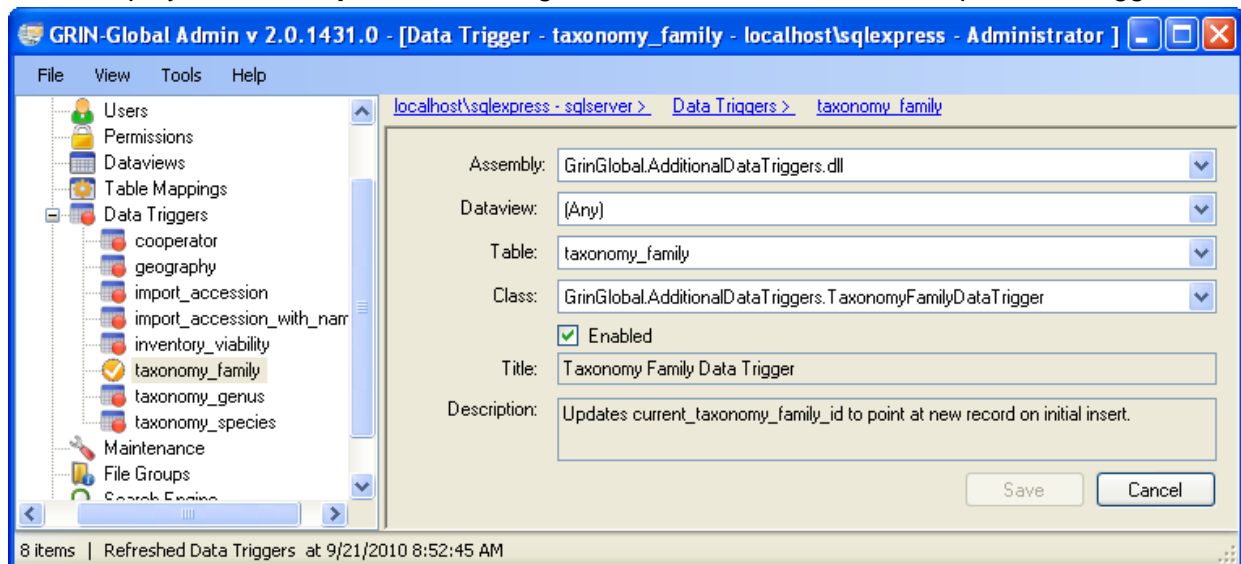 GRIN-Global Admin v 2.0.1431.0 - [Data Trigger - taxonomy_family - localhost\sqlexpress - Administrator ]
File View Tools Help
Users
Permissions
Dataviews
Table Mappings
Data Triggers
cooperator
geography
import_accession
import_accession_with_nam
inventory_viability
taxonomy_family
taxonomy_genus
taxonomy_species
Maintenance
File Groups
Search Engine
localhost\sqlexpress - sqlserver > Data Triggers > taxonomy_family
Assembly: GrinGlobal.AdditionalDataTriggers.dll
Dataview: (Any)
Table: taxonomy_family
Class: GrinGlobal.AdditionalDataTriggers.TaxonomyFamilyDataTrigger
Enabled
Title: Taxonomy Family Data Trigger
Description: Updates current_taxonomy_family_id to point at new record on initial insert.
Save Cancel
8 items | Refreshed Data Triggers at 9/21/2010 8:52:45 AM